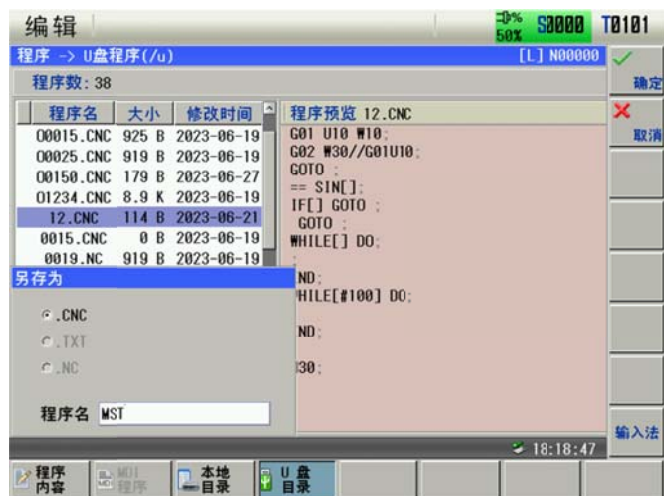 编辑
50%
S0000
T0101
程序 -> U盘程序(/u)
[L] N00000
程序数: 38
确定
取消
程序名 大小 修改时间
O0015.CNC 925 B 2023-06-19
O0025.CNC 919 B 2023-06-19
O0150.CNC 179 B 2023-06-27
O1234.CNC 8.9 K 2023-06-19
12.CNC 114 B 2023-06-21
0015.CNC 0 B 2023-06-19
0019.NC 919 B 2023-06-19
程序预览 12.CNC
G01 U10 W10;
G02 W30//G01U10;
GOTO ;
== SIN[];
IF[] GOTO ;
GOTO ;
WHILE[] DO;
;
ND;
HILE[#100] DO;
ND;
30;
另存为
.CNC
.TXT
.NC
程序名 MST
输入法
18:18:47
程序
内容
MDI
程序
本地
目录
U 盘
目录